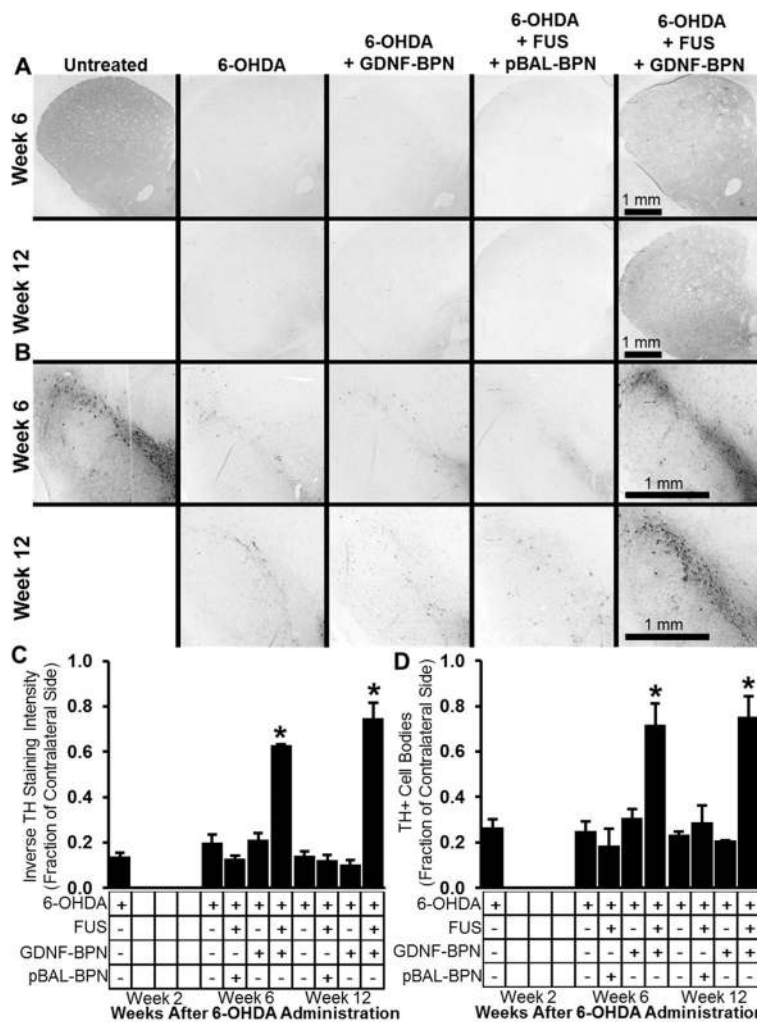 Untreated
6-OHDA
6-OHDA
+ GDNF-BPN
6-OHDA
+ FUS
+ pBAL-BPN
6-OHDA
+ FUS
+ GDNF-BPN
A
Week 6
1 mm
Week 12
1 mm
B
Week 6
1 mm
Week 12
1 mm
C
Inverse TH Staining Intensity
(Fraction of Contralateral Side)
1.0
0.8
0.6
0.4
0.2
0
* *
6-OHDA + + + + + + + + +
FUS - - + - + - + - +
GDNF-BPN - - - + + - - + +
pBAL-BPN - - + - - - + - -
Week 2 Week 6 Week 12
Weeks After 6-OHDA Administration
D
TH+ Cell Bodies
(Fraction of Contralateral Side)
1.0
0.8
0.6
0.4
0.2
0
* *
6-OHDA + + + + + + + + +
FUS - - + - + - + - +
GDNF-BPN - - - + + - - + +
pBAL-BPN - - + - - - + - -
Week 2 Week 6 Week 12
Weeks After 6-OHDA Administration